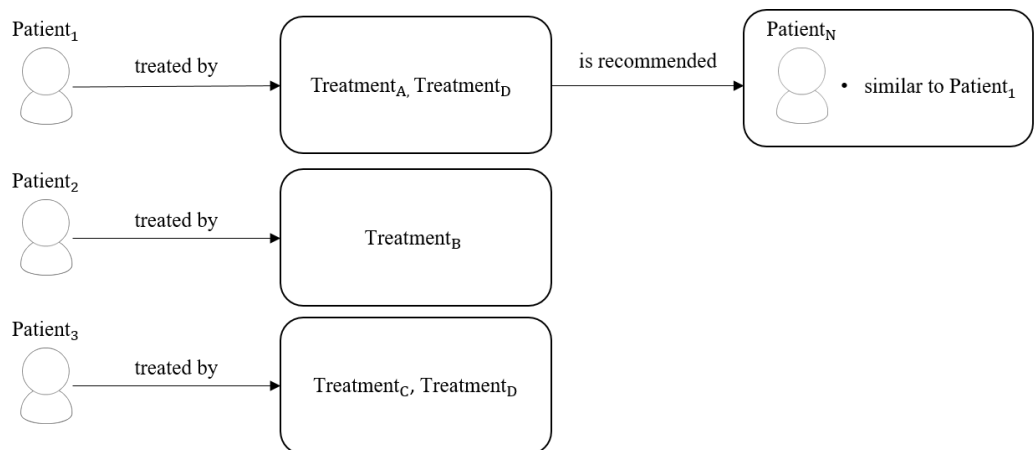 Patient₁
treated by
Treatment_A, Treatment_D
is recommended
Patient_N
• similar to Patient₁
Patient₂
treated by
Treatment_B
Patient₃
treated by
Treatment_C, Treatment_D